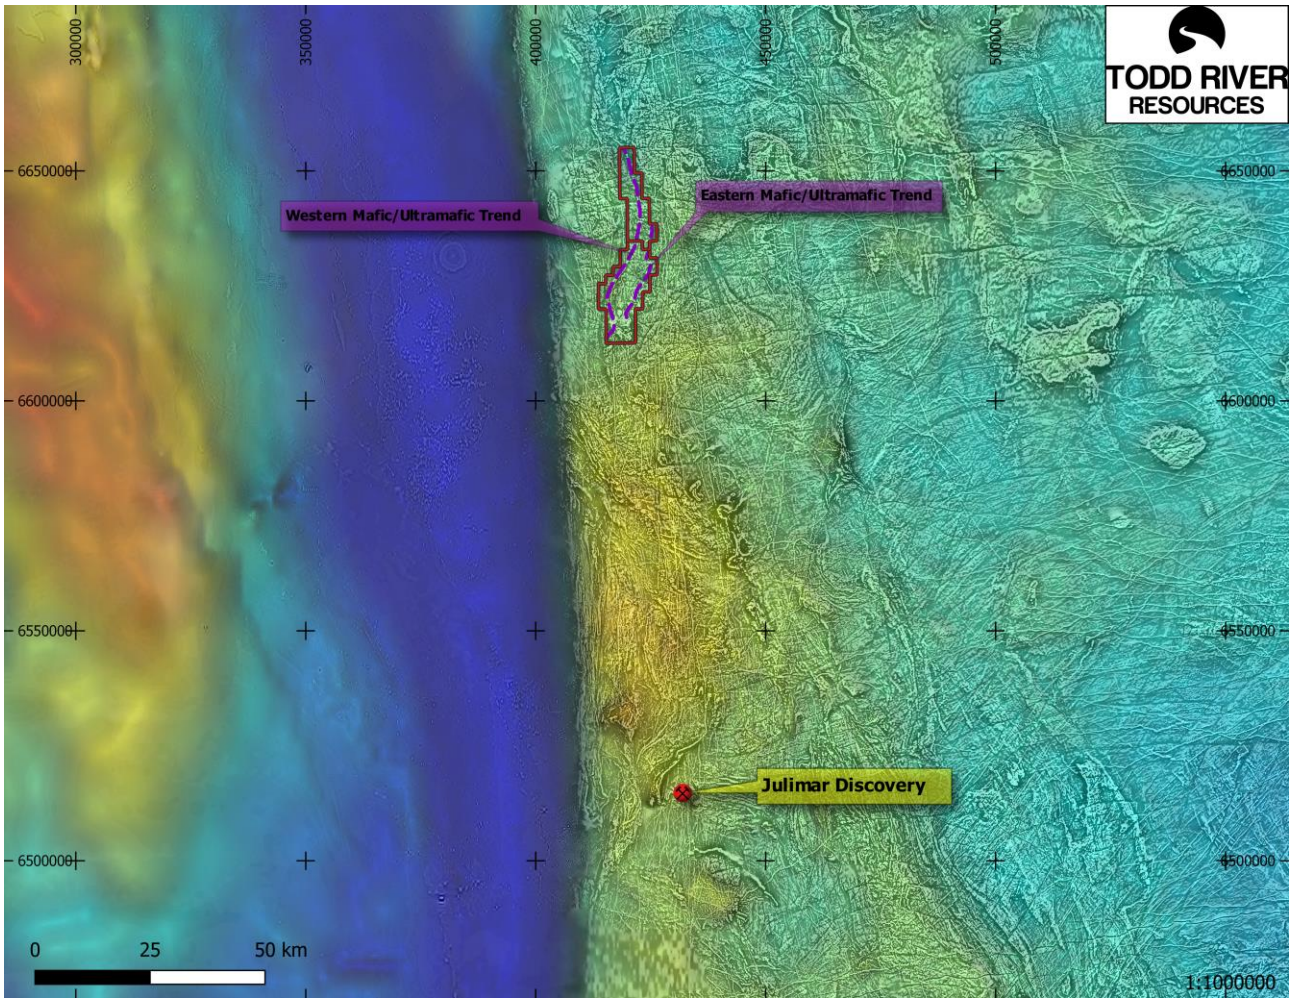 300000
350000
400000
450000
500000
TODD RIVER
RESOURCES
6650000
6650000
Western Mafic/Ultramafic Trend
Eastern Mafic/Ultramafic Trend
6600000
6600000
6550000
6550000
Julimar Discovery
6500000
6500000
0 25 50 km
1:1000000